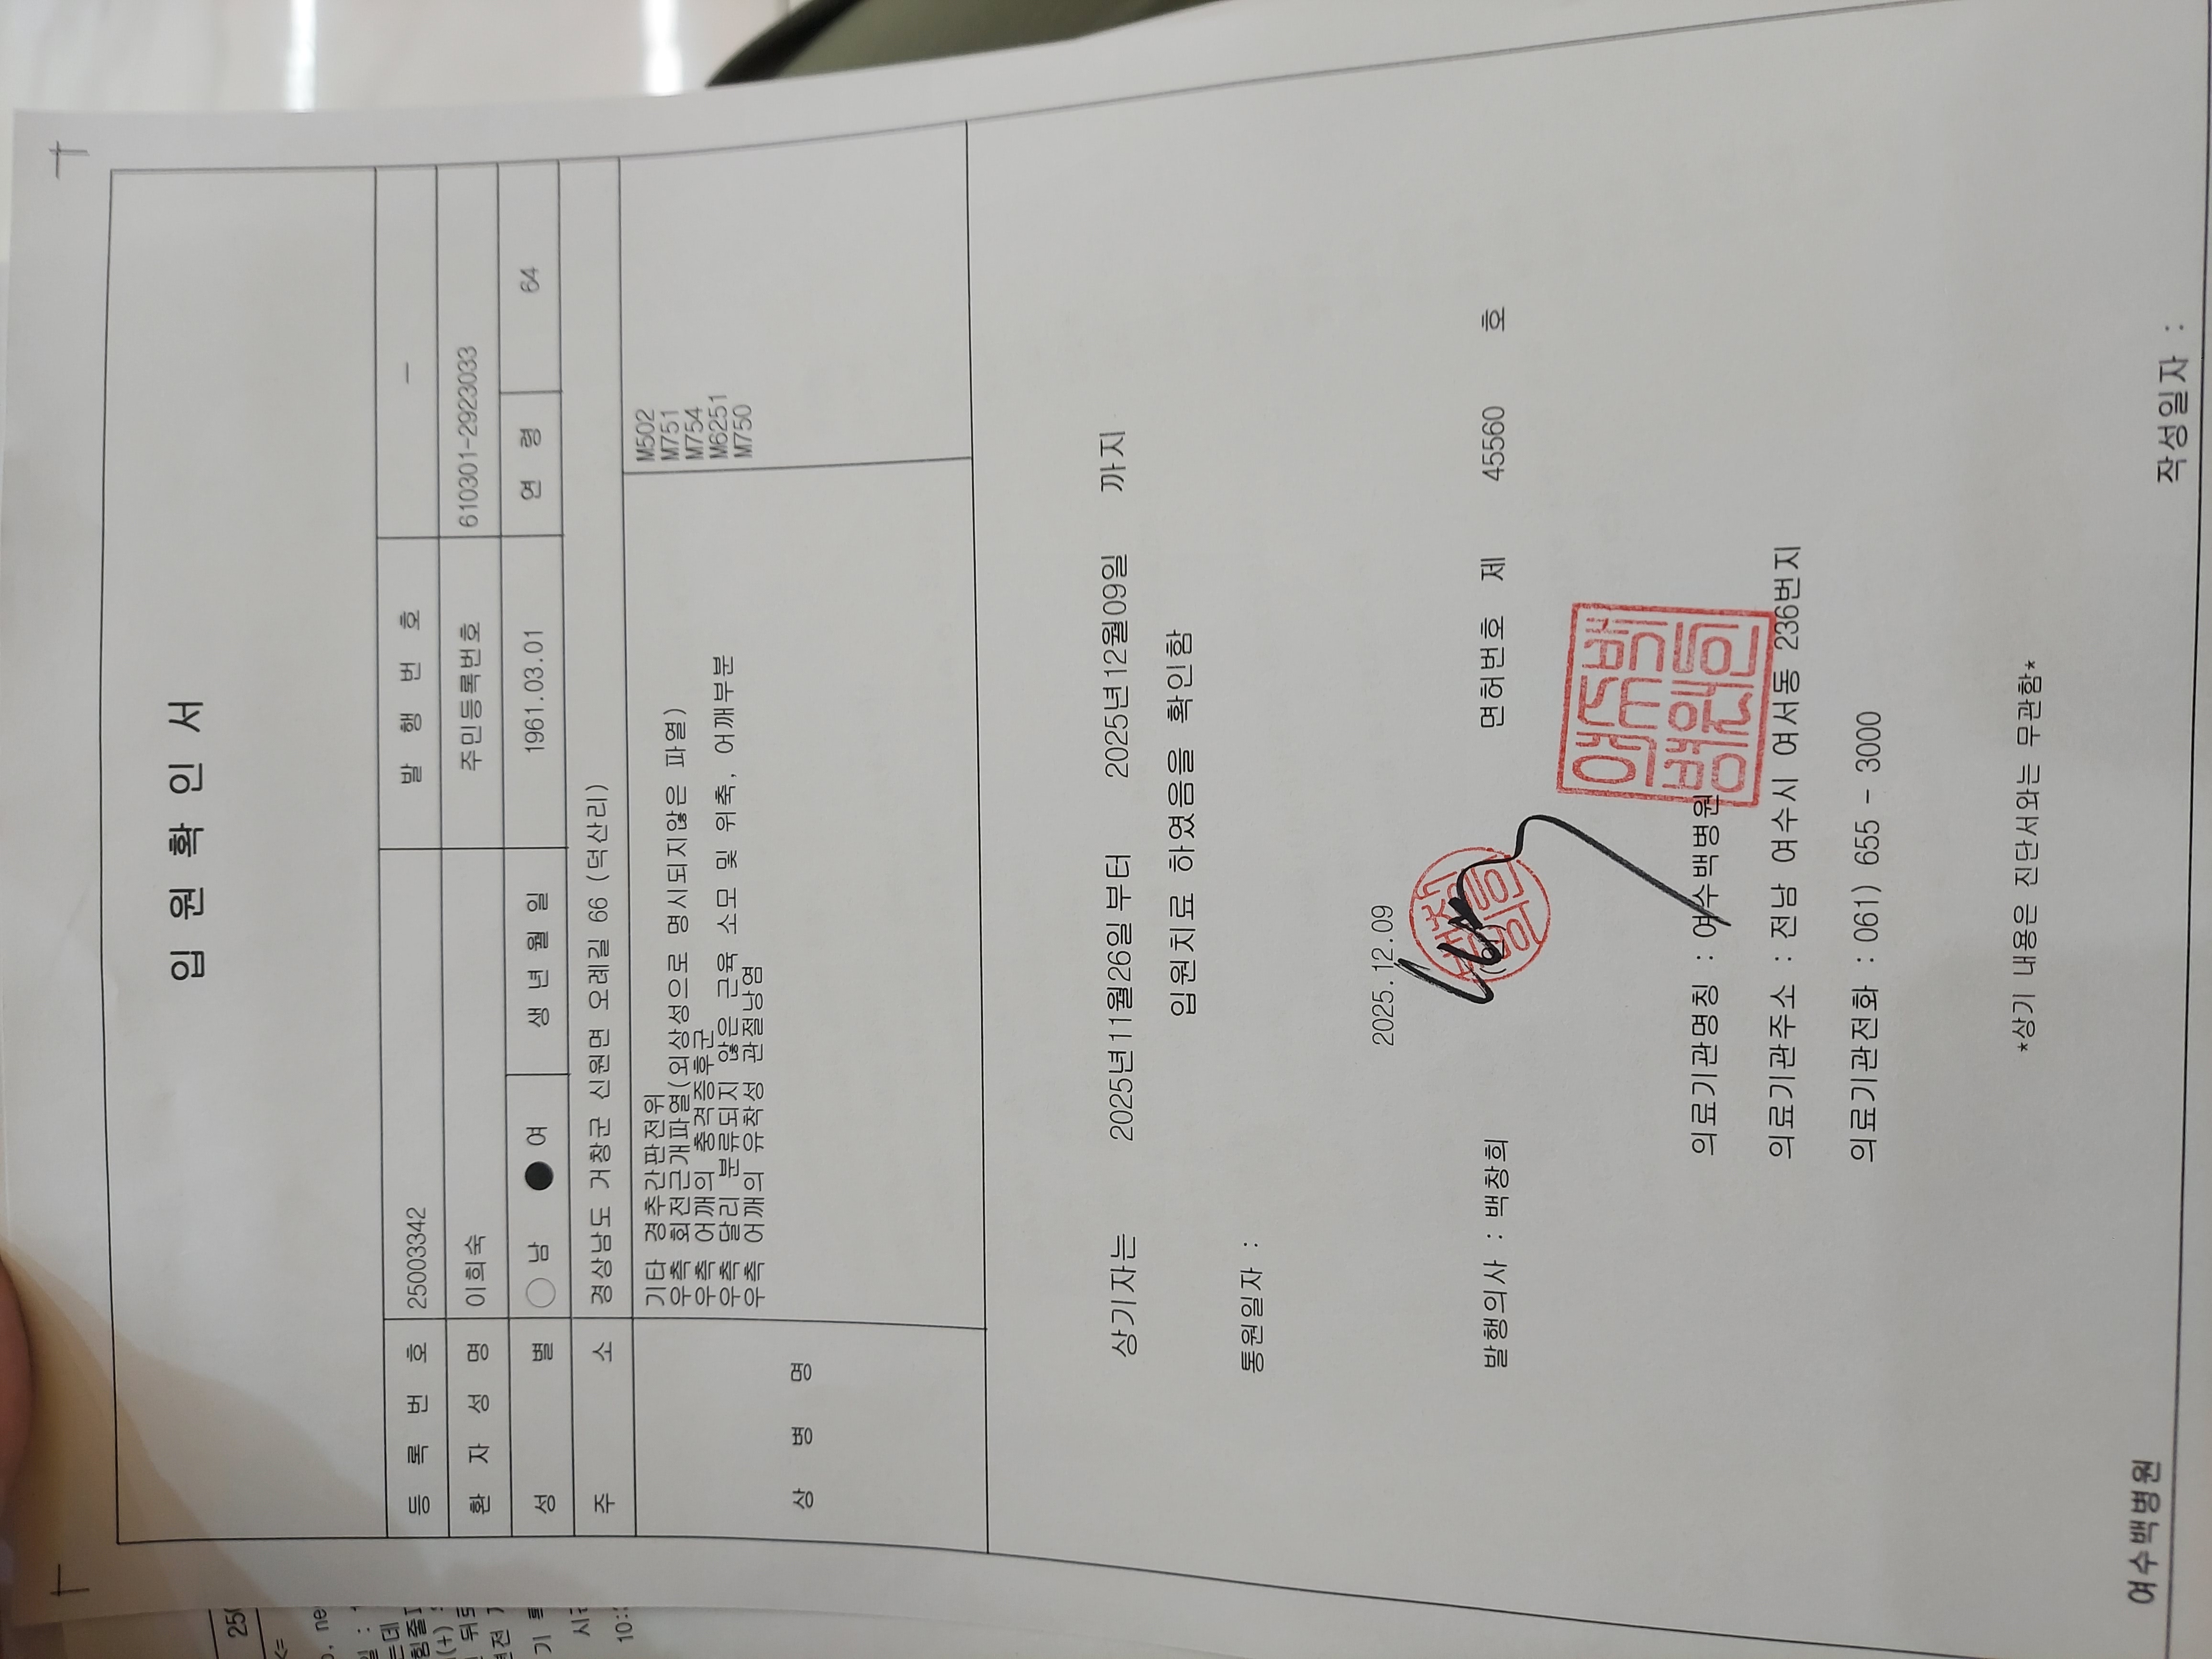 입 원 확 인 서
등 록 번 호 25003342 발 행 번 호 —
환 자 성 명 이희숙 주민등록번호 610301-2923033
성 별 ○ 남 ● 여 생 년 월 일 1961.03.01 연 령 64
주 소 경상남도 거창군 신원면 오례길 66 (덕산리)
상 병 명
기타 경추간판전위 M502
우측 회전근개파열(외상성으로 명시되지않은 파열) M751
우측 어깨의 충격증후군 M754
우측 달리 분류되지 않은 근육 소모 및 위축, 어깨부분 M6251
우측 어깨의 유착성 관절낭염 M750
상기자는 2025년11월26일부터 2025년12월09일 까지
입원치료 하였음을 확인함
통원일자 :
2025.12.09
발행의사 : 백창희 면허번호 제 45560 호
의료기관명칭 : 여수백병원
의료기관주소 : 전남 여수시 여서동 236번지
의료기관전화 : 061) 655 - 3000
*상기 내용은 진단서와는 무관함*
여수백병원 작성일자 :